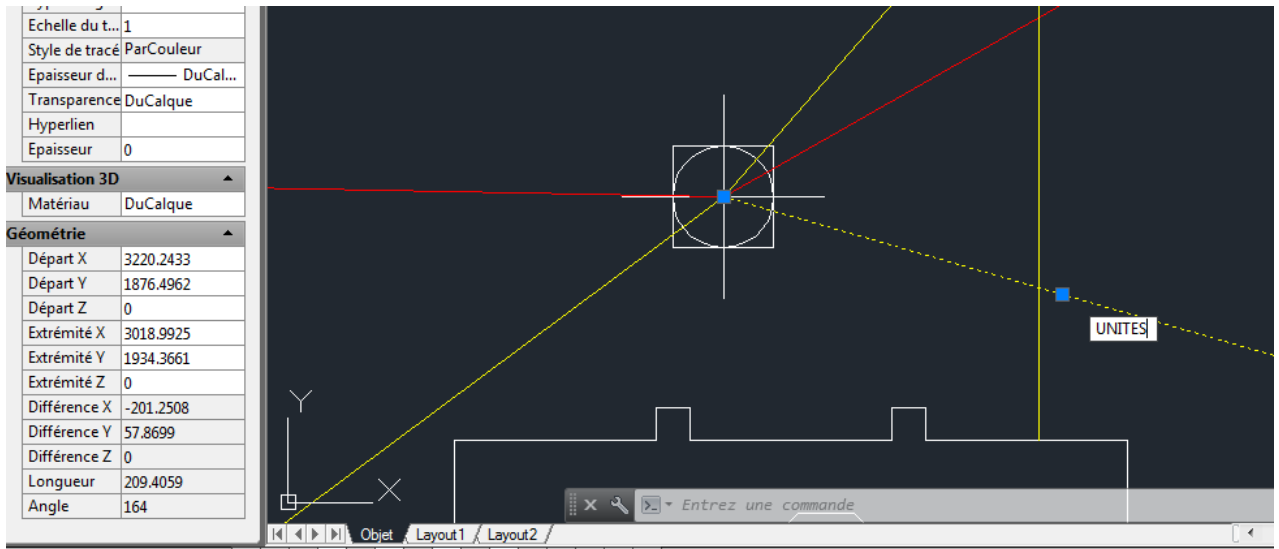 Echelle du t... 1
Style de tracé ParCouleur
Epaisseur d... DuCal...
Transparence DuCalque
Hyperlien
Epaisseur 0
Visualisation 3D
Matériau DuCalque
Géométrie
Départ X 3220.2433
Départ Y 1876.4962
Départ Z 0
Extrémité X 3018.9925
Extrémité Y 1934.3661
Extrémité Z 0
Différence X -201.2508
Différence Y 57.8699
Différence Z 0
Longueur 209.4059
Angle 164
UNITES
Y
X
Entrez une commande
Objet Layout1 Layout2